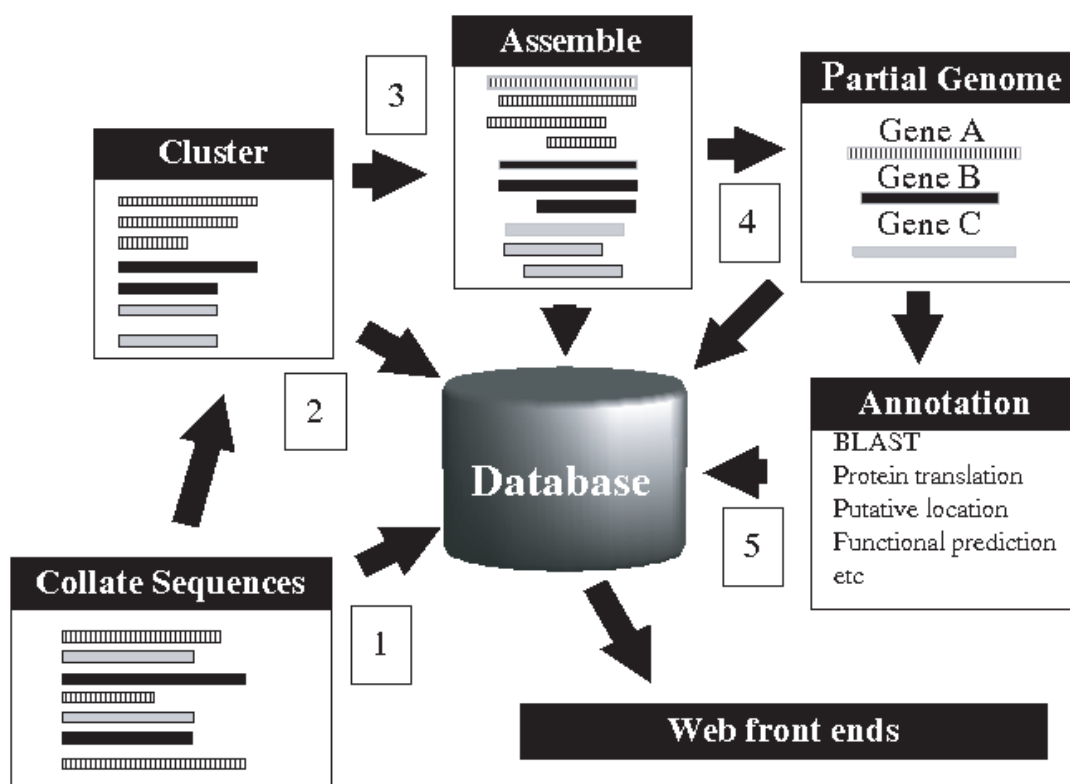 Assemble
3
Partial Genome
Gene A
Gene B
Gene C
Cluster
4
2
Database
Annotation
BLAST
Protein translation
Putative location
Functional prediction
etc
5
Collate Sequences
1
Web front ends